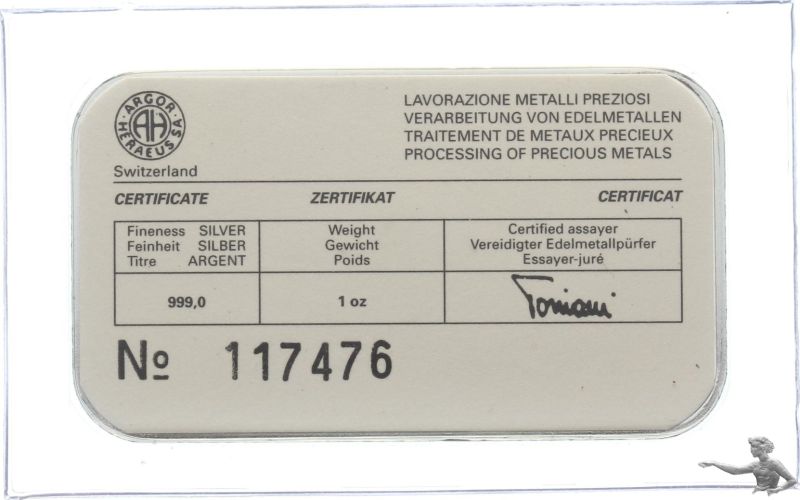 ARGOR
AH
HERAEUS SA
Switzerland
LAVORAZIONE METALLI PREZIOSI
VERARBEITUNG VON EDELMETALLEN
TRAITEMENT DE METAUX PRECIEUX
PROCESSING OF PRECIOUS METALS
CERTIFICATE ZERTIFIKAT CERTIFICAT
Fineness SILVER
Feinheit SILBER
Titre ARGENT
Weight
Gewicht
Poids
Certified assayer
Vereidigter Edelmetallpürfer
Essayer-juré
999,0
1 oz
Nº 117476